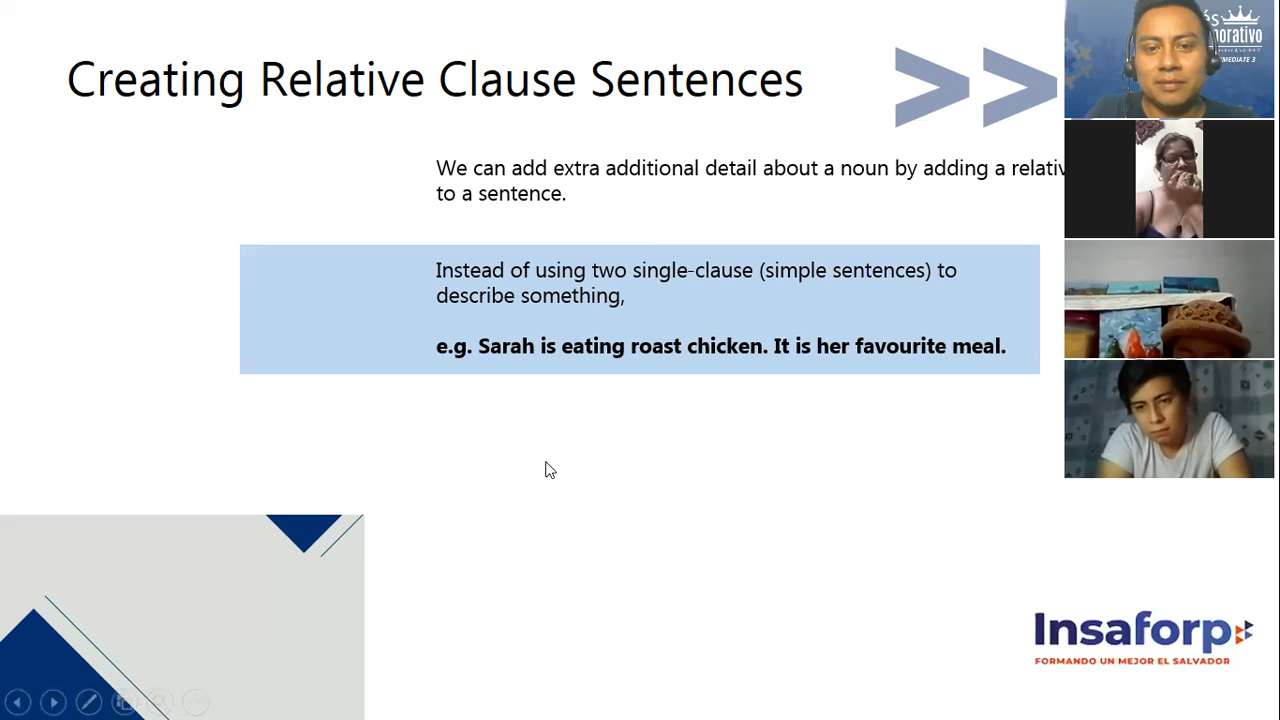 Creating Relative Clause Sentences
We can add extra additional detail about a noun by adding a relativ
to a sentence.
Instead of using two single-clause (simple sentences) to
describe something,
e.g. Sarah is eating roast chicken. It is her favourite meal.
Insaforp
FORMANDO UN MEJOR EL SALVADOR